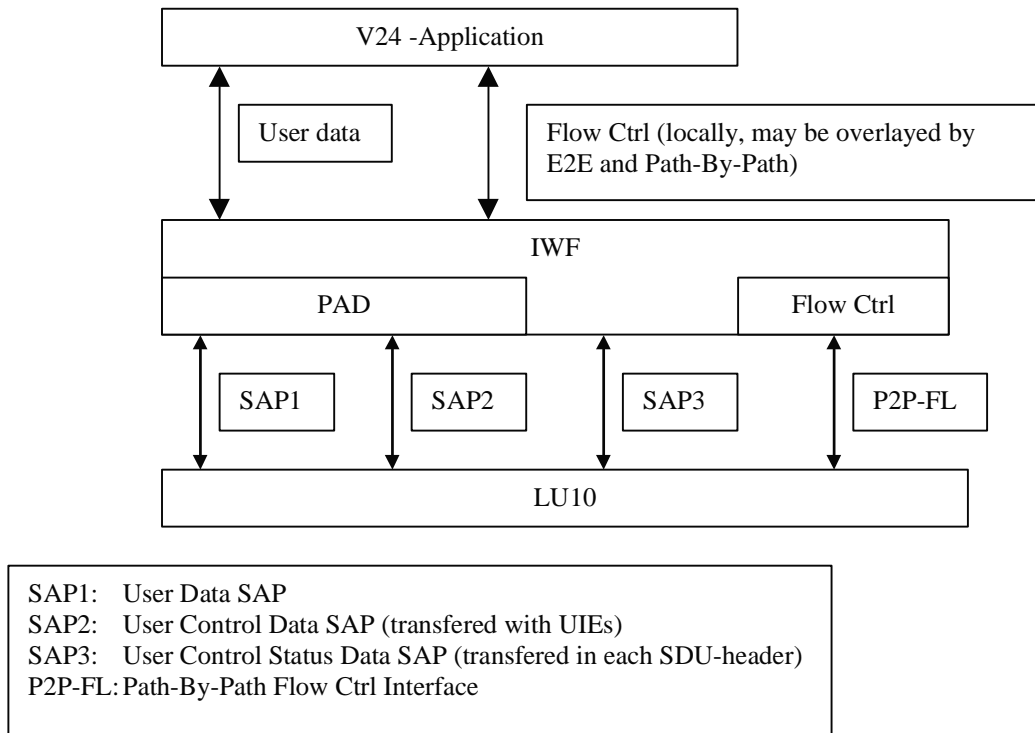 V24 -Application
User data
Flow Ctrl (locally, may be overlayed by
E2E and Path-By-Path)
IWF
PAD
Flow Ctrl
SAP1
SAP2
SAP3
P2P-FL
LU10
SAP1: User Data SAP
SAP2: User Control Data SAP (transfered with UIEs)
SAP3: User Control Status Data SAP (transfered in each SDU-header)
P2P-FL: Path-By-Path Flow Ctrl Interface